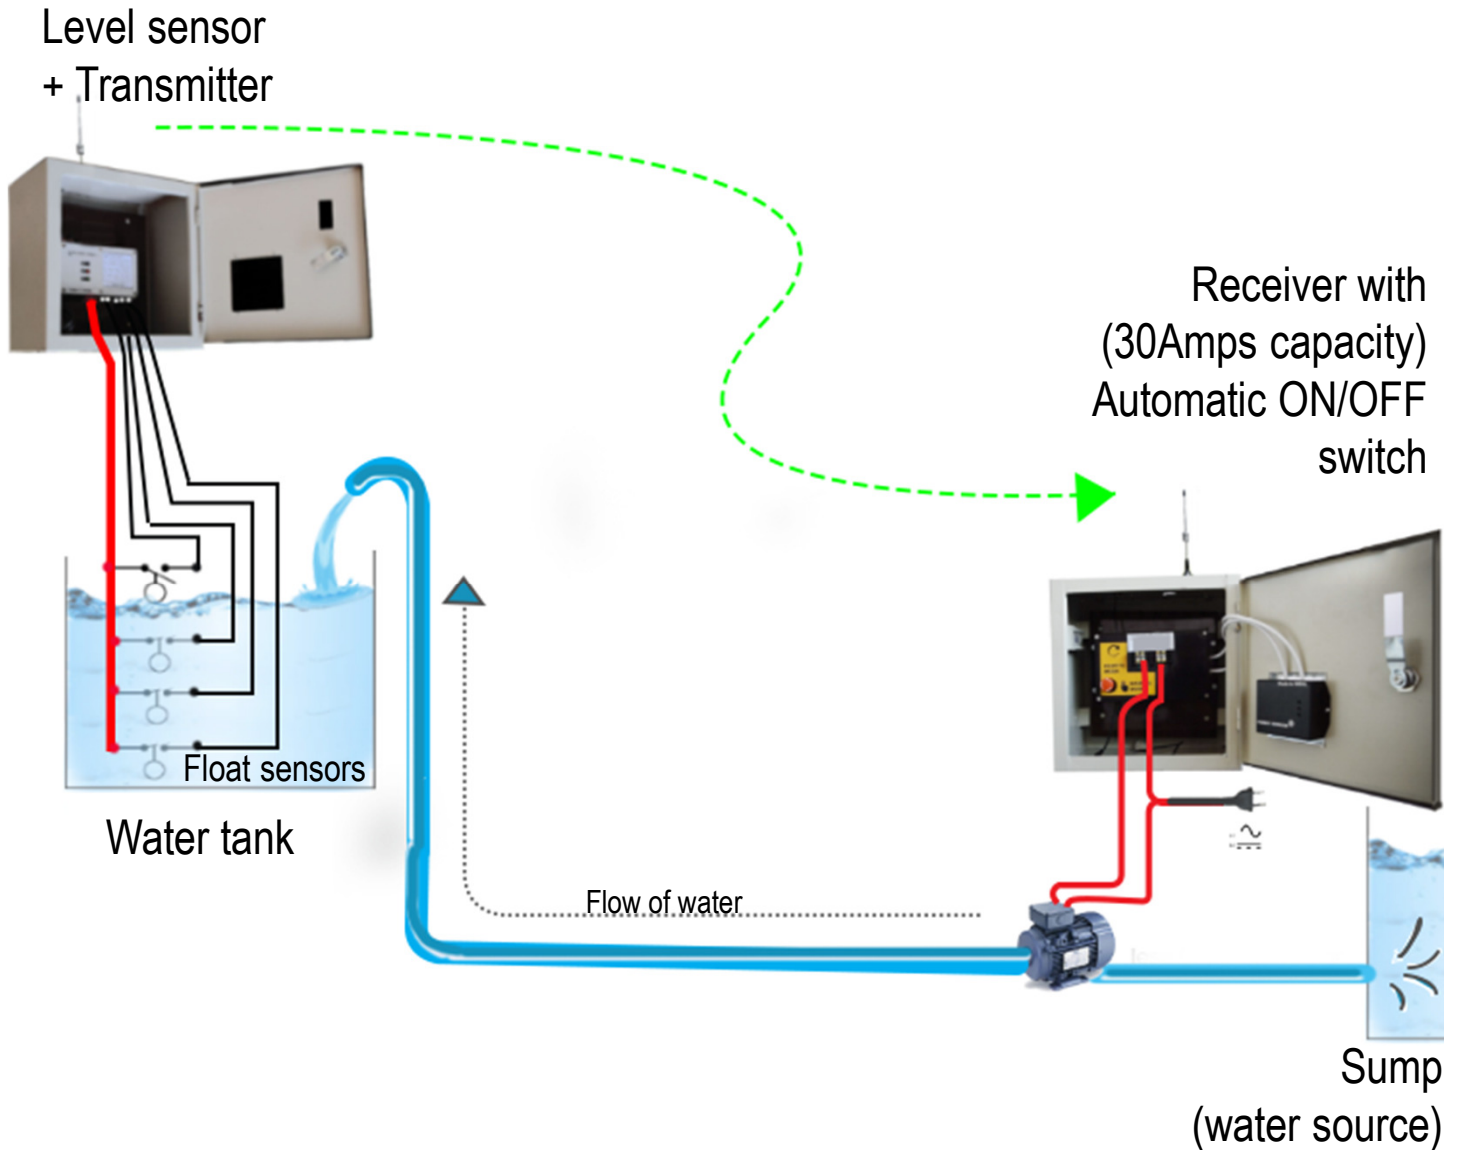 Level sensor
+ Transmitter
Receiver with
(30Amps capacity)
Automatic ON/OFF
switch
Float sensors
Water tank
Flow of water
Sump
(water source)